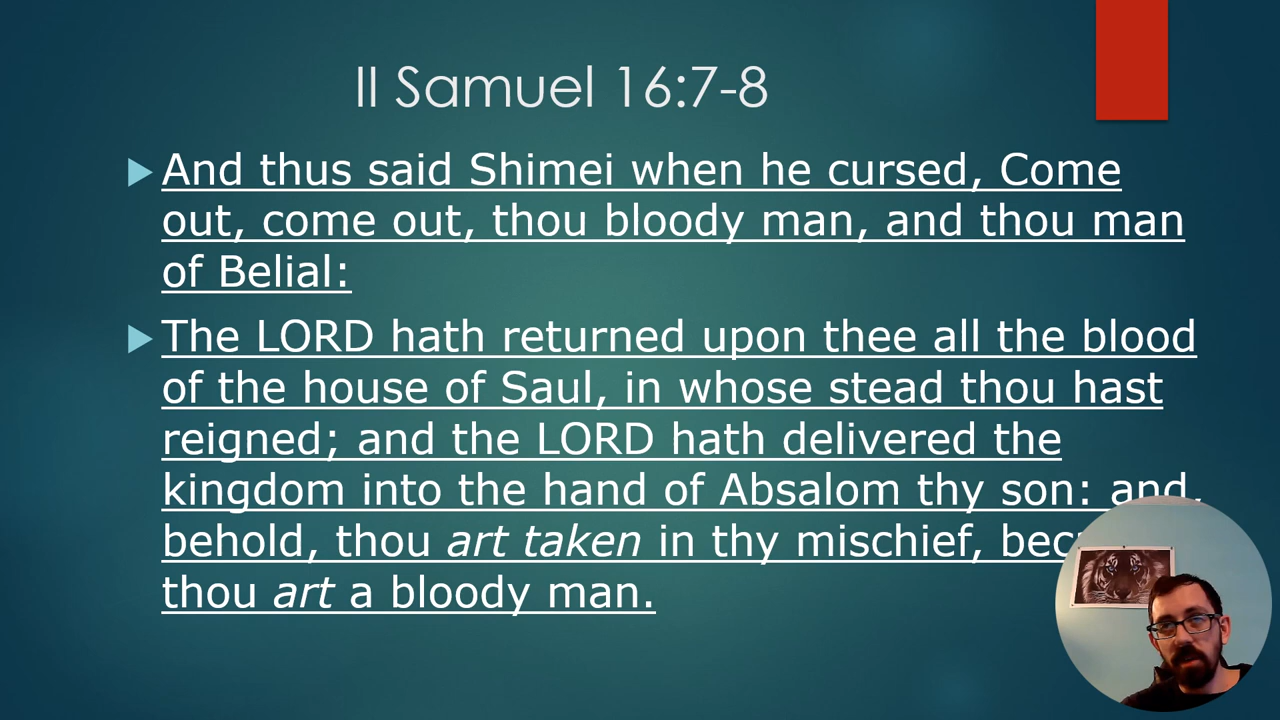 II Samuel 16:7-8
And thus said Shimei when he cursed, Come
out, come out, thou bloody man, and thou man
of Belial:
The LORD hath returned upon thee all the blood
of the house of Saul, in whose stead thou hast
reigned; and the LORD hath delivered the
kingdom into the hand of Absalom thy son: and,
behold, thou art taken in thy mischief,
thou art a bloody man.